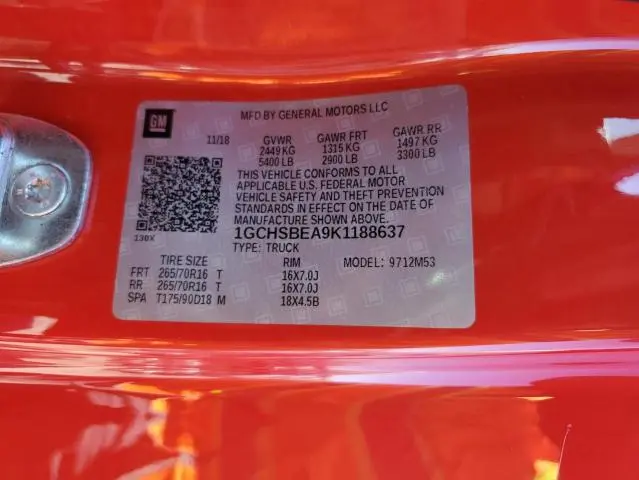 GM
MFD BY GENERAL MOTORS LLC
11/18 GVWR GAWR FRT GAWR RR
2449 KG 1315 KG 1497 KG
5400 LB 2900 LB 3300 LB
THIS VEHICLE CONFORMS TO ALL
APPLICABLE U.S. FEDERAL MOTOR
VEHICLE SAFETY AND THEFT PREVENTION
STANDARDS IN EFFECT ON THE DATE OF
MANUFACTURE SHOWN ABOVE.
130X
1GCHSBEA9K1188637
TYPE: TRUCK
TIRE SIZE RIM MODEL: 9712M53
FRT 265/70R16 T 16X7.0J
RR 265/70R16 T 16X7.0J
SPA T175/90D18 M 18X4.5B